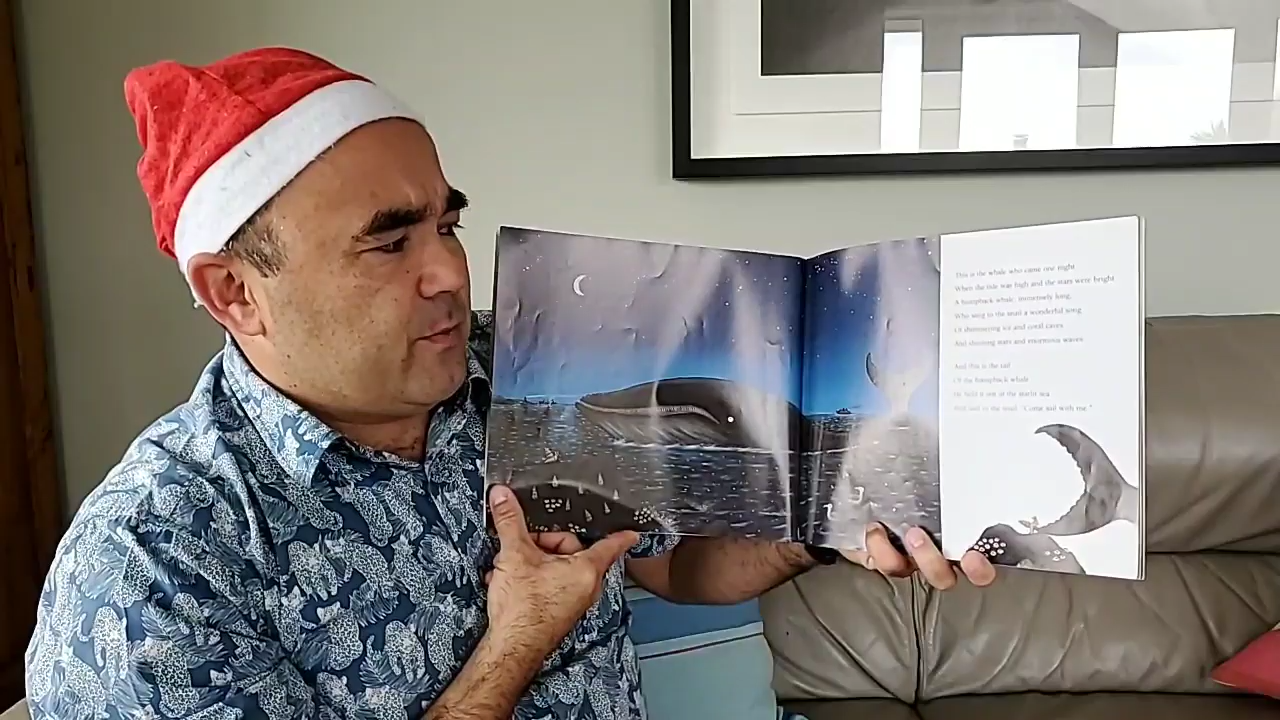 This is the whale who came one night
When the tide was high and the stars were bright
A humpback whale, immensely long,
Who sang to the snail a wonderful song
Of shimmering ice and coral caves
And shooting stars and enormous waves.
And this is the tail
Of the humpback whale
He held it out of the starlit sea
And said to the snail, "Come sail with me."